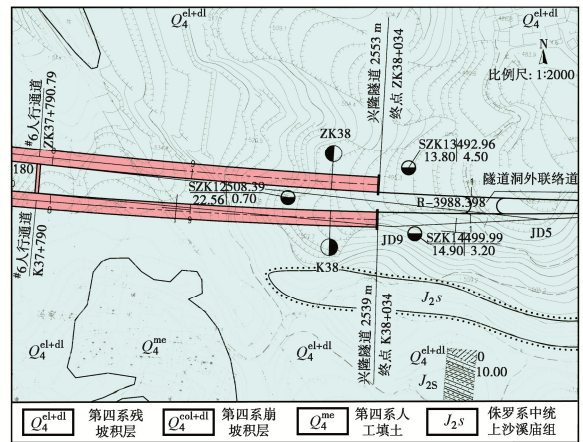 Q₄ᵉˡ⁺ᵈˡ
Q₄ᵉˡ⁺ᵈˡ
N
比例尺: 1:2000
兴隆隧道 2553 m
终点 ZK38+034
#6人行通道
ZK37+790.79
ZK38
SZK13492.96
13.80 4.50
180
SZK12508.39
22.56 0.70
隧道洞外联络道
R-3988.398
#6人行通道
K37+790
K38
JD9
SZK14499.99
14.90 3.20
JD5
兴隆隧道 2539 m
终点 K38+034
J₂s
Q₄ᵉˡ⁺ᵈˡ
Q₄ᵐᵉ
Q₄ᵉˡ⁺ᵈˡ
Q₄ᵉˡ⁺ᵈˡ
J₂S
0
10.00
Q₄ᵉˡ⁺ᵈˡ 第四系残坡积层
Q₄ᶜᵒˡ⁺ᵈˡ 第四系崩坡积层
Q₄ᵐᵉ 第四系人工填土
J₂s 侏罗系中统上沙溪庙组